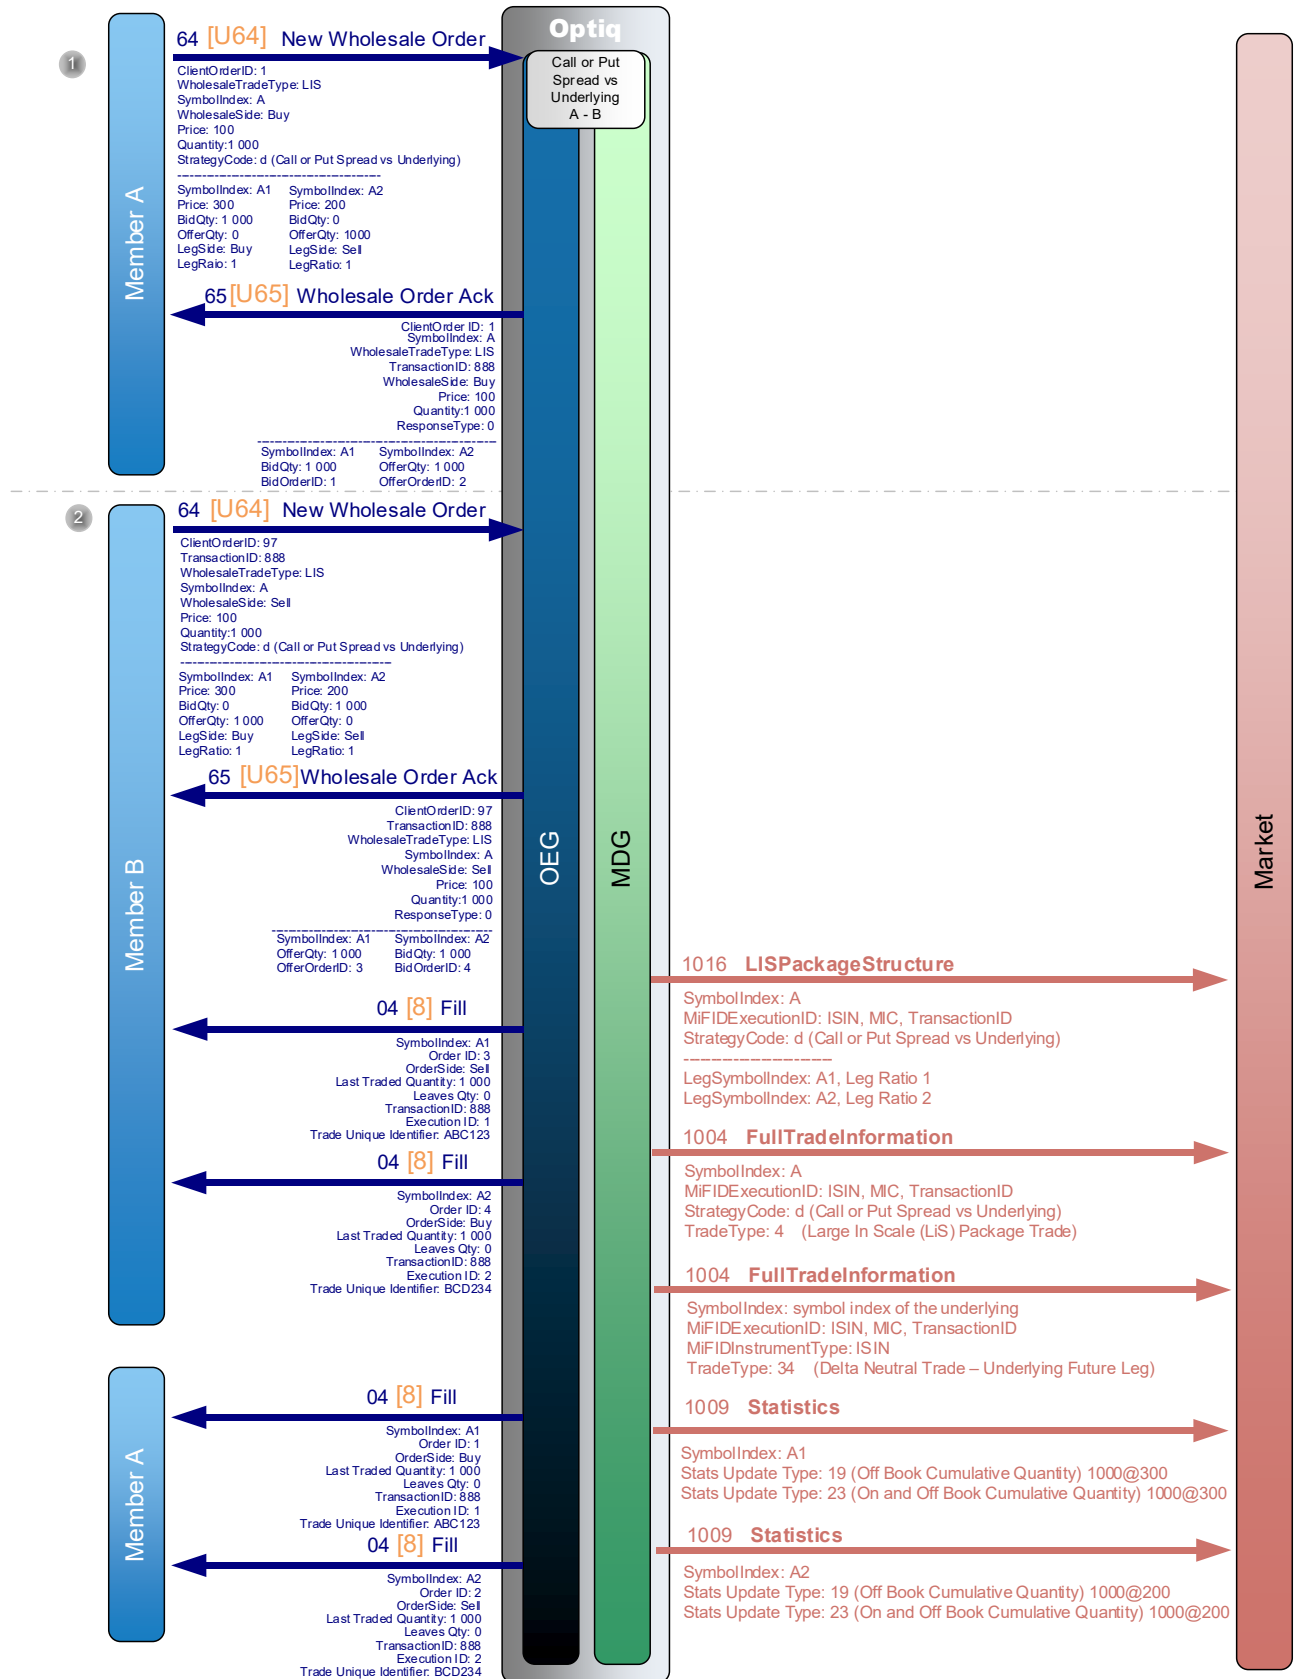 Optiq
Call or Put
Spread vs
Underlying
A - B
OEG
MDG
Market
1
Member A
64 [U64] New Wholesale Order
ClientOrderID: 1
WholesaleTradeType: LIS
SymbolIndex: A
WholesaleSide: Buy
Price: 100
Quantity:1 000
StrategyCode: d (Call or Put Spread vs Underlying)
------------------------------------------
SymbolIndex: A1 SymbolIndex: A2
Price: 300 Price: 200
BidQty: 1 000 BidQty: 0
OfferQty: 0 OfferQty: 1000
LegSide: Buy LegSide: Sell
LegRaio: 1 LegRatio: 1
65 [U65] Wholesale Order Ack
ClientOrder ID: 1
SymbolIndex: A
WholesaleTradeType: LIS
TransactionID: 888
WholesaleSide: Buy
Price: 100
Quantity:1 000
ResponseType: 0
------------------------------------------
SymbolIndex: A1 SymbolIndex: A2
BidQty: 1 000 OfferQty: 1 000
BidOrderID: 1 OfferOrderID: 2
2
Member B
64 [U64] New Wholesale Order
ClientOrderID: 97
TransactionID: 888
WholesaleTradeType: LIS
SymbolIndex: A
WholesaleSide: Sell
Price: 100
Quantity:1 000
StrategyCode: d (Call or Put Spread vs Underlying)
------------------------------------------
SymbolIndex: A1 SymbolIndex: A2
Price: 300 Price: 200
BidQty: 0 BidQty: 1 000
OfferQty: 1 000 OfferQty: 0
LegSide: Buy LegSide: Sell
LegRatio: 1 LegRatio: 1
65 [U65] Wholesale Order Ack
ClientOrderID: 97
TransactionID: 888
WholesaleTradeType: LIS
SymbolIndex: A
WholesaleSide: Sell
Price: 100
Quantity:1 000
ResponseType: 0
------------------------------------------
SymbolIndex: A1 SymbolIndex: A2
OfferQty: 1 000 BidQty: 1 000
OfferOrderID: 3 BidOrderID: 4
04 [8] Fill
SymbolIndex: A1
Order ID: 3
OrderSide: Sell
Last Traded Quantity: 1 000
Leaves Qty: 0
TransactionID: 888
Execution ID: 1
Trade Unique Identifier: ABC123
04 [8] Fill
SymbolIndex: A2
Order ID: 4
OrderSide: Buy
Last Traded Quantity: 1 000
Leaves Qty: 0
TransactionID: 888
Execution ID: 2
Trade Unique Identifier: BCD234
Member A
04 [8] Fill
SymbolIndex: A1
Order ID: 1
OrderSide: Buy
Last Traded Quantity: 1 000
Leaves Qty: 0
TransactionID: 888
Execution ID: 1
Trade Unique Identifier: ABC123
04 [8] Fill
SymbolIndex: A2
Order ID: 2
OrderSide: Sell
Last Traded Quantity: 1 000
Leaves Qty: 0
TransactionID: 888
Execution ID: 2
Trade Unique Identifier: BCD234
1016 LISPackageStructure
SymbolIndex: A
MiFIDExecutionID: ISIN, MIC, TransactionID
StrategyCode: d (Call or Put Spread vs Underlying)
--------------------------
LegSymbolIndex: A1, Leg Ratio 1
LegSymbolIndex: A2, Leg Ratio 2
1004 FullTradeInformation
SymbolIndex: A
MiFIDExecutionID: ISIN, MIC, TransactionID
StrategyCode: d (Call or Put Spread vs Underlying)
TradeType: 4 (Large In Scale (LiS) Package Trade)
1004 FullTradeInformation
SymbolIndex: symbol index of the underlying
MiFIDExecutionID: ISIN, MIC, TransactionID
MiFIDInstrumentType: ISIN
TradeType: 34 (Delta Neutral Trade – Underlying Future Leg)
1009 Statistics
SymbolIndex: A1
Stats Update Type: 19 (Off Book Cumulative Quantity) 1000@300
Stats Update Type: 23 (On and Off Book Cumulative Quantity) 1000@300
1009 Statistics
SymbolIndex: A2
Stats Update Type: 19 (Off Book Cumulative Quantity) 1000@200
Stats Update Type: 23 (On and Off Book Cumulative Quantity) 1000@200